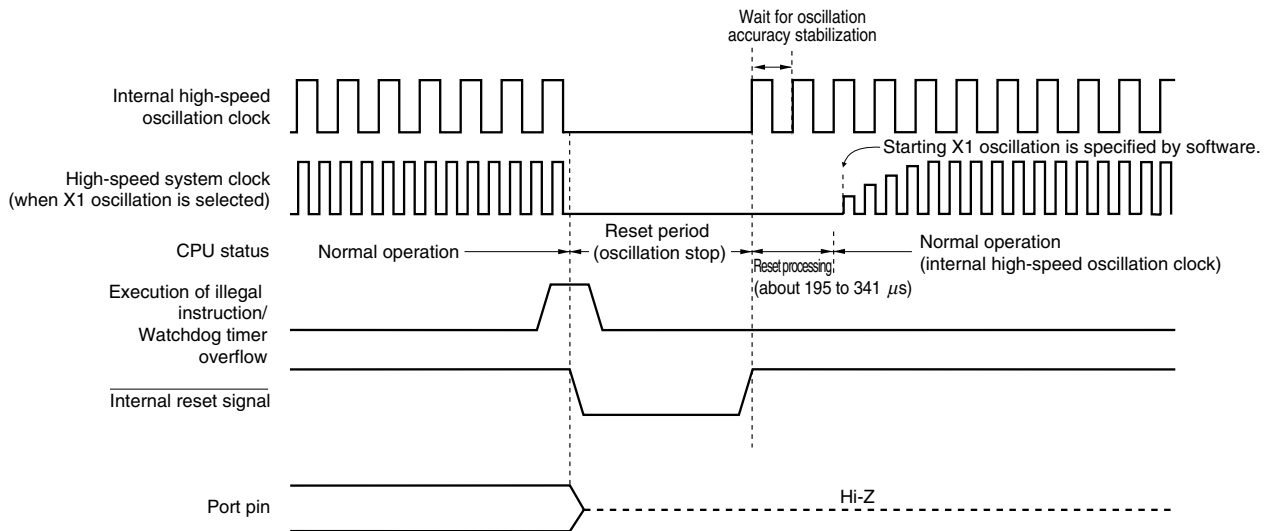 Wait for oscillation
accuracy stabilization
Internal high-speed
oscillation clock
Starting X1 oscillation is specified by software.
High-speed system clock
(when X1 oscillation is selected)
CPU status
Normal operation
Reset period
(oscillation stop)
Reset processing
(about 195 to 341 μs)
Normal operation
(internal high-speed oscillation clock)
Execution of illegal
instruction/
Watchdog timer
overflow
Internal reset signal
Port pin
Hi-Z